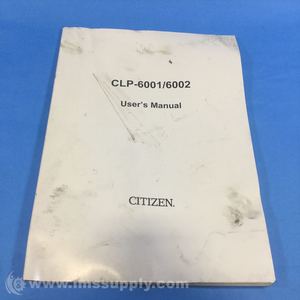 CLP-6001/6002
User's Manual
CITIZEN.
© www.imssupply.com